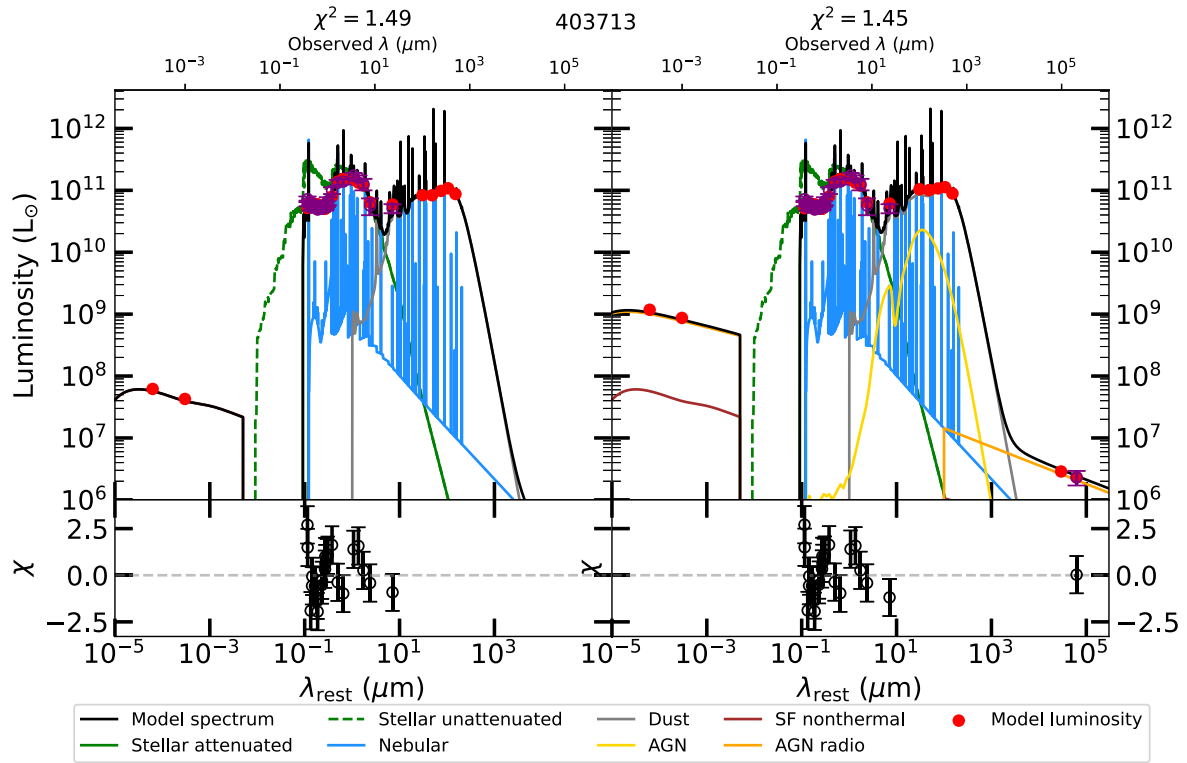 χ² = 1.49 403713 χ² = 1.45
Observed λ (μm) Observed λ (μm)
10⁻³ 10⁻¹ 10¹ 10³ 10⁵ 10⁻³ 10⁻¹ 10¹ 10³ 10⁵
10¹² 10¹²
10¹¹ 10¹¹
10¹⁰ 10¹⁰
10⁹ 10⁹
10⁸ 10⁸
10⁷ 10⁷
10⁶ 10⁶
Luminosity (L⊙)
2.5 2.5
0.0 0.0
−2.5 −2.5
χ χ
10⁻⁵ 10⁻³ 10⁻¹ 10¹ 10³ 10⁻⁵ 10⁻³ 10⁻¹ 10¹ 10³ 10⁵
λrest (μm) λrest (μm)
Model spectrum Stellar unattenuated Dust SF nonthermal Model luminosity
Stellar attenuated Nebular AGN AGN radio